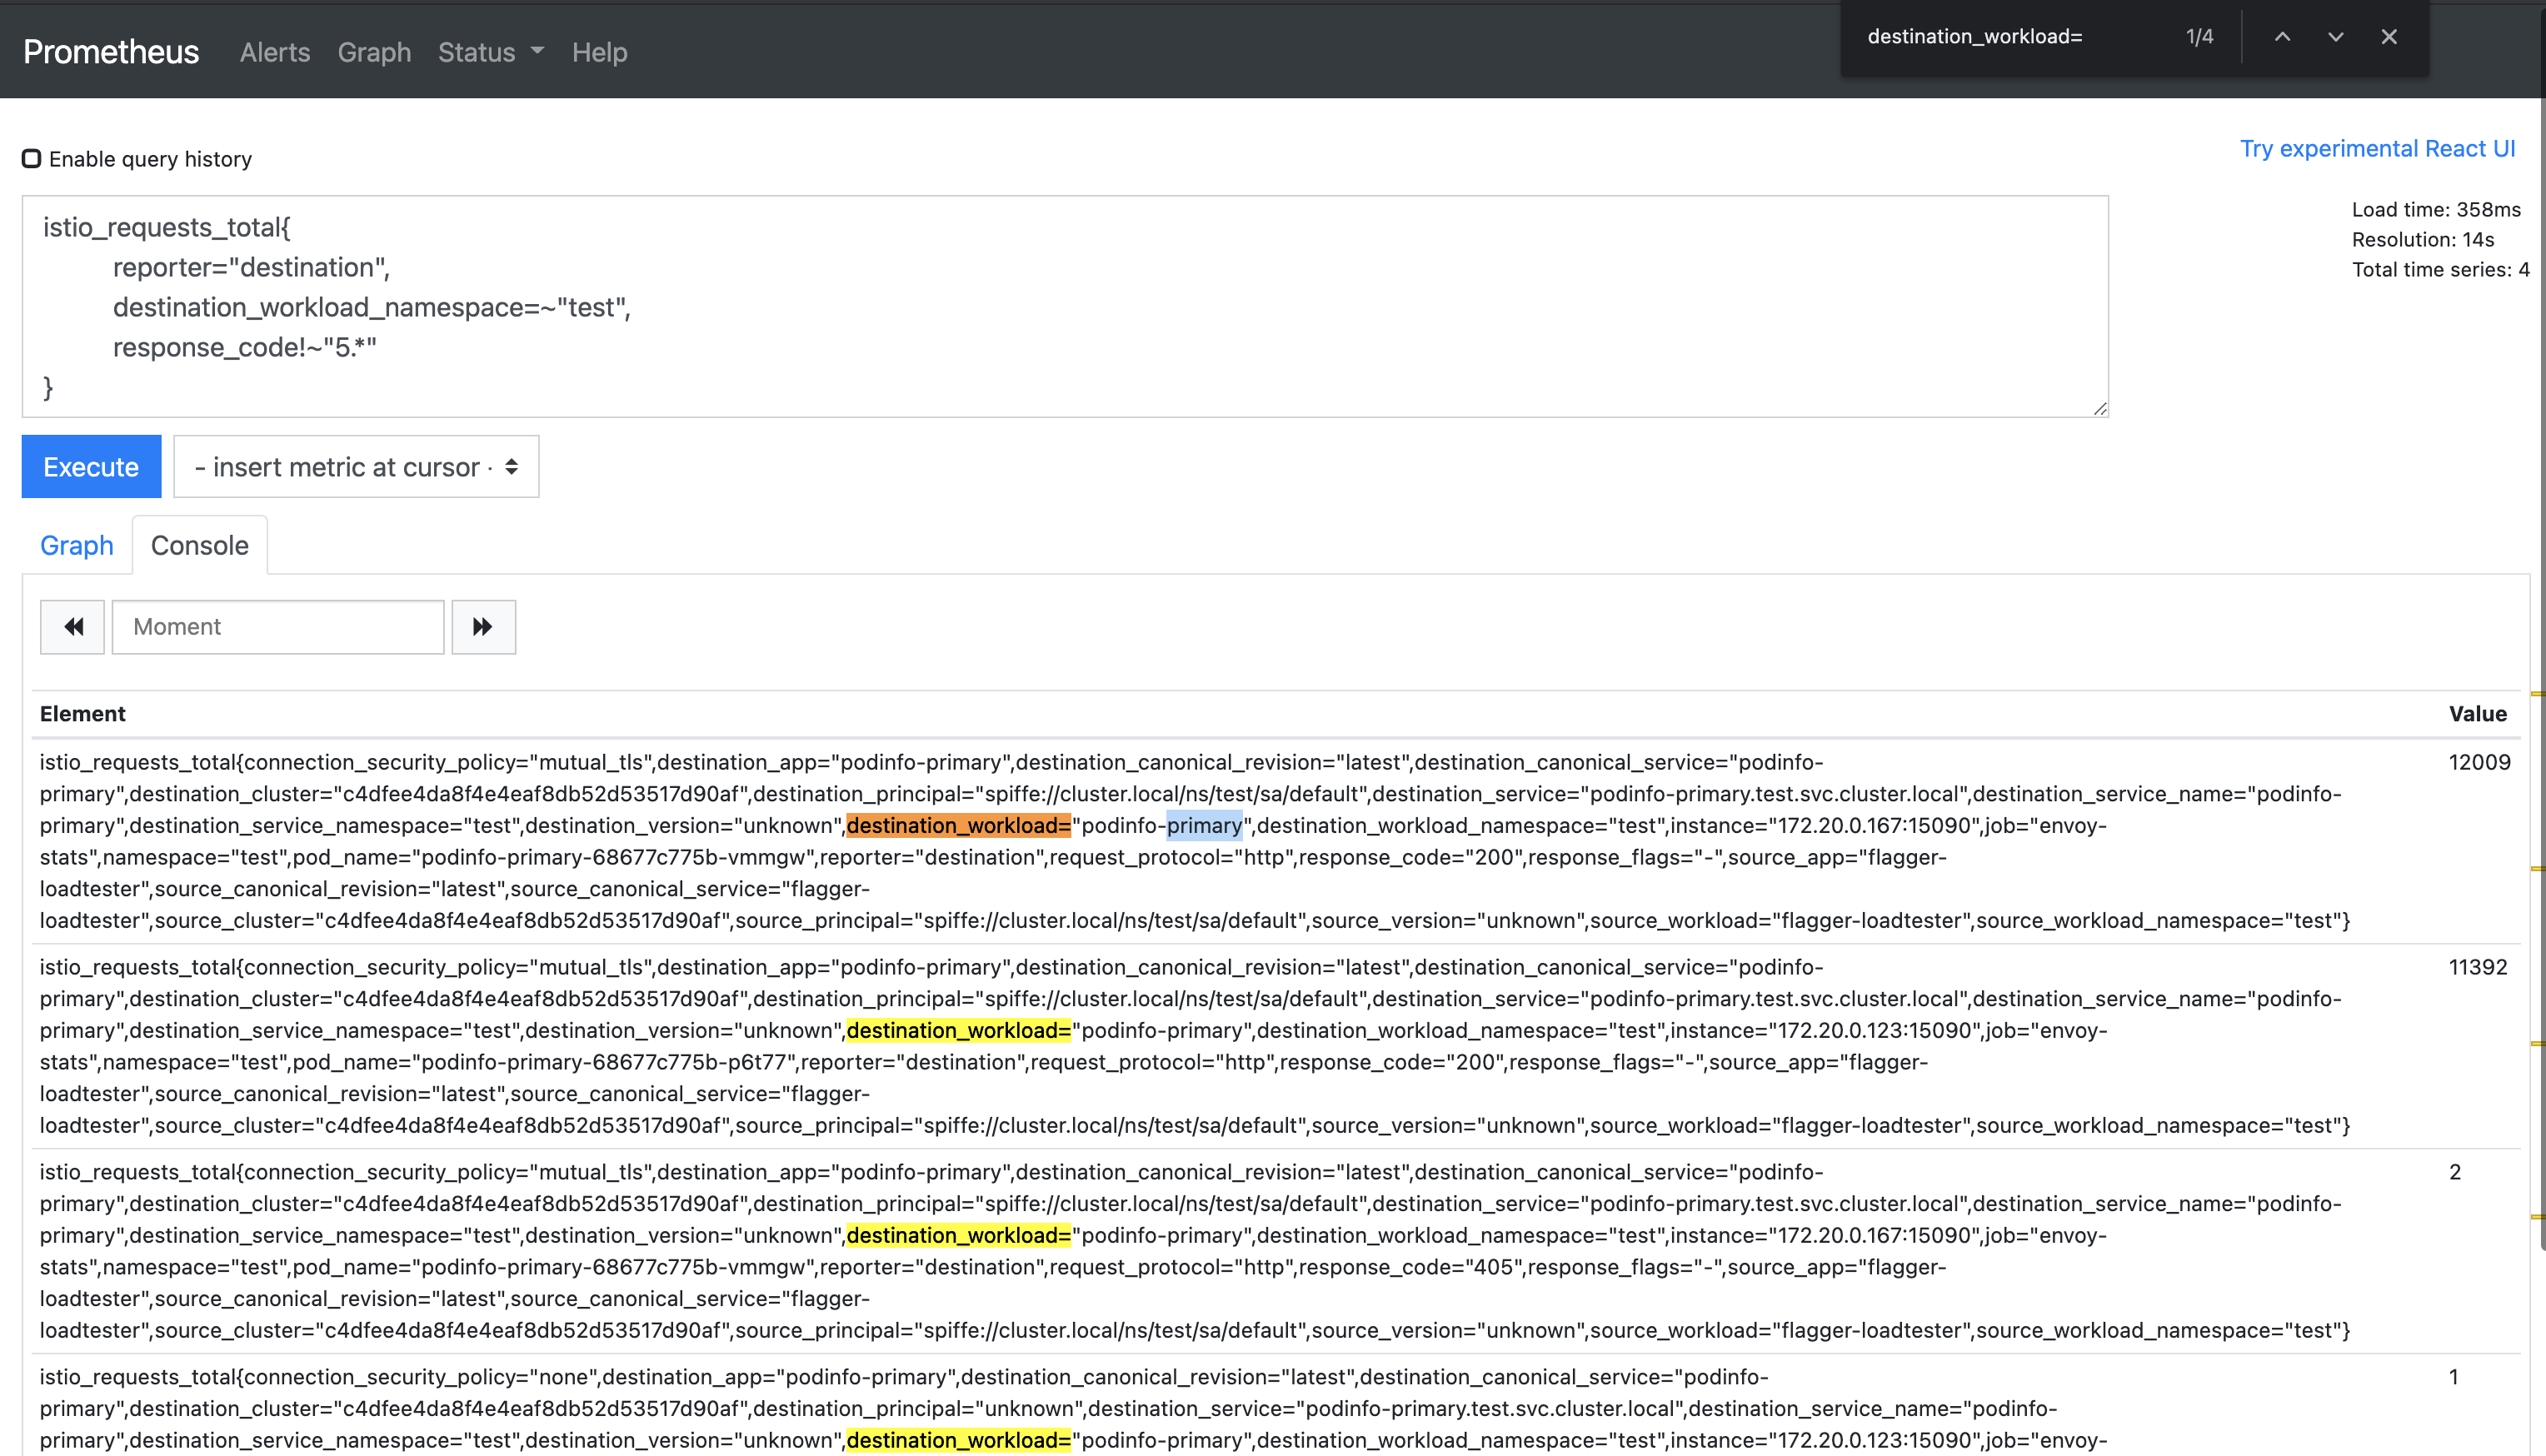 Prometheus Alerts Graph Status Help
destination_workload= 1/4
Enable query history
Try experimental React UI
istio_requests_total{
reporter="destination",
destination_workload_namespace=~"test",
response_code!~"5.*"
}
Load time: 358ms
Resolution: 14s
Total time series: 4
Execute
- insert metric at cursor ·
Graph Console
Moment
Element Value
istio_requests_total{connection_security_policy="mutual_tls",destination_app="podinfo-primary",destination_canonical_revision="latest",destination_canonical_service="podinfo- 12009
primary",destination_cluster="c4dfee4da8f4e4eaf8db52d53517d90af",destination_principal="spiffe://cluster.local/ns/test/sa/default",destination_service="podinfo-primary.test.svc.cluster.local",destination_service_name="podinfo-
primary",destination_service_namespace="test",destination_version="unknown",destination_workload="podinfo-primary",destination_workload_namespace="test",instance="172.20.0.167:15090",job="envoy-
stats",namespace="test",pod_name="podinfo-primary-68677c775b-vmmgw",reporter="destination",request_protocol="http",response_code="200",response_flags="-",source_app="flagger-
loadtester",source_canonical_revision="latest",source_canonical_service="flagger-
loadtester",source_cluster="c4dfee4da8f4e4eaf8db52d53517d90af",source_principal="spiffe://cluster.local/ns/test/sa/default",source_version="unknown",source_workload="flagger-loadtester",source_workload_namespace="test"}
istio_requests_total{connection_security_policy="mutual_tls",destination_app="podinfo-primary",destination_canonical_revision="latest",destination_canonical_service="podinfo- 11392
primary",destination_cluster="c4dfee4da8f4e4eaf8db52d53517d90af",destination_principal="spiffe://cluster.local/ns/test/sa/default",destination_service="podinfo-primary.test.svc.cluster.local",destination_service_name="podinfo-
primary",destination_service_namespace="test",destination_version="unknown",destination_workload="podinfo-primary",destination_workload_namespace="test",instance="172.20.0.123:15090",job="envoy-
stats",namespace="test",pod_name="podinfo-primary-68677c775b-p6t77",reporter="destination",request_protocol="http",response_code="200",response_flags="-",source_app="flagger-
loadtester",source_canonical_revision="latest",source_canonical_service="flagger-
loadtester",source_cluster="c4dfee4da8f4e4eaf8db52d53517d90af",source_principal="spiffe://cluster.local/ns/test/sa/default",source_version="unknown",source_workload="flagger-loadtester",source_workload_namespace="test"}
istio_requests_total{connection_security_policy="mutual_tls",destination_app="podinfo-primary",destination_canonical_revision="latest",destination_canonical_service="podinfo- 2
primary",destination_cluster="c4dfee4da8f4e4eaf8db52d53517d90af",destination_principal="spiffe://cluster.local/ns/test/sa/default",destination_service="podinfo-primary.test.svc.cluster.local",destination_service_name="podinfo-
primary",destination_service_namespace="test",destination_version="unknown",destination_workload="podinfo-primary",destination_workload_namespace="test",instance="172.20.0.167:15090",job="envoy-
stats",namespace="test",pod_name="podinfo-primary-68677c775b-vmmgw",reporter="destination",request_protocol="http",response_code="405",response_flags="-",source_app="flagger-
loadtester",source_canonical_revision="latest",source_canonical_service="flagger-
loadtester",source_cluster="c4dfee4da8f4e4eaf8db52d53517d90af",source_principal="spiffe://cluster.local/ns/test/sa/default",source_version="unknown",source_workload="flagger-loadtester",source_workload_namespace="test"}
istio_requests_total{connection_security_policy="none",destination_app="podinfo-primary",destination_canonical_revision="latest",destination_canonical_service="podinfo- 1
primary",destination_cluster="c4dfee4da8f4e4eaf8db52d53517d90af",destination_principal="unknown",destination_service="podinfo-primary.test.svc.cluster.local",destination_service_name="podinfo-
primary",destination_service_namespace="test",destination_version="unknown",destination_workload="podinfo-primary",destination_workload_namespace="test",instance="172.20.0.123:15090",job="envoy-